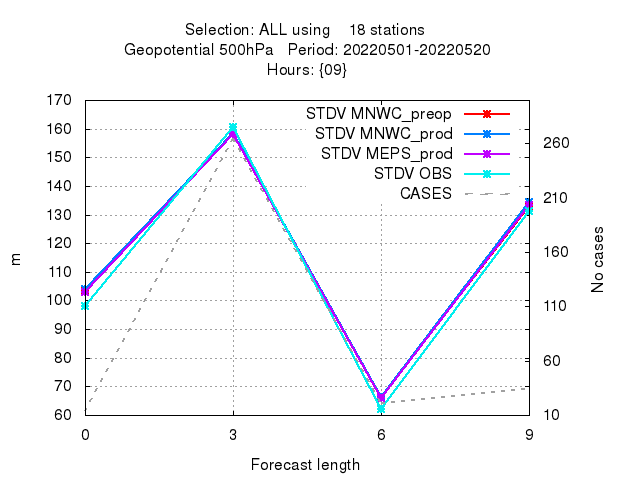 Selection: ALL using    18 stations
Geopotential 500hPa   Period: 20220501-20220520
Hours: {09}
STDV MNWC_preop
STDV MNWC_prod
STDV MEPS_prod
STDV OBS
CASES
170
160
150
140
130
120
110
100
90
80
70
60
m
260
210
160
110
60
10
No cases
0 3 6 9
Forecast length